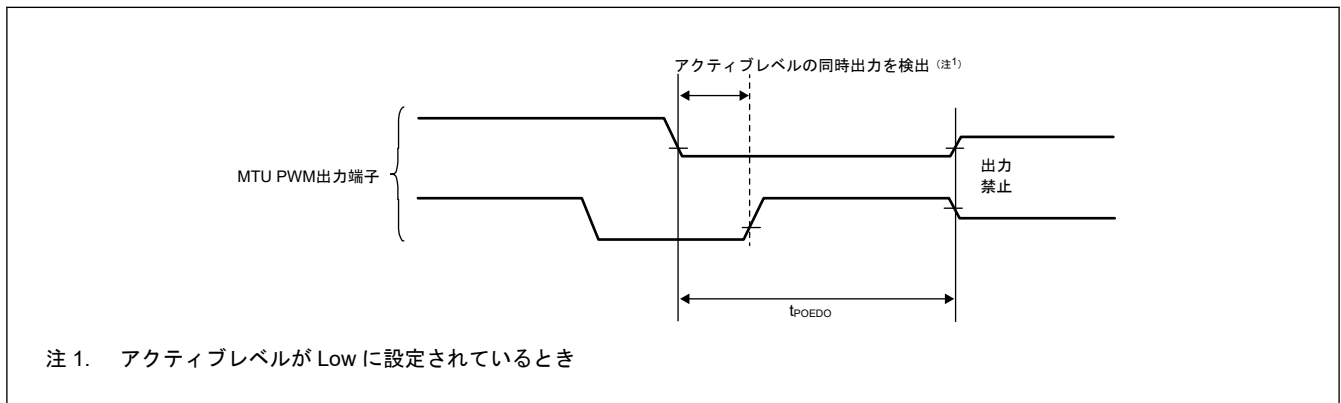 アクティブレベルの同時出力を検出（注1）
MTU PWM出力端子
出力
禁止
tPOEDO
注 1. アクティブレベルが Low に設定されているとき